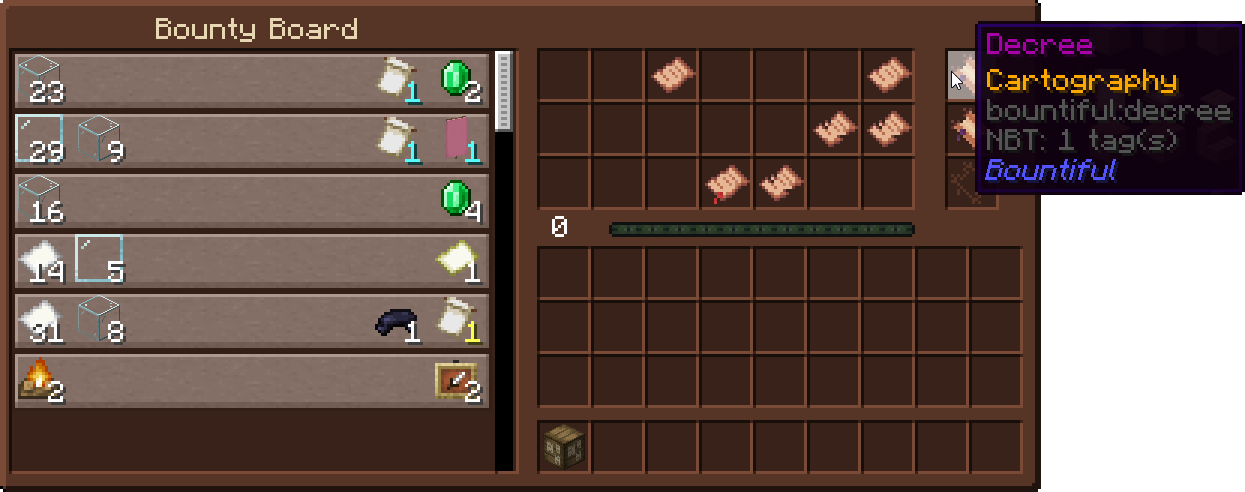 Bounty Board
23 1 2
29 9 1 1
16 4
14 5 1
31 8 1 1
2 2
0
Decree
Cartography
bountiful:decree
NBT: 1 tag(s)
Bountiful